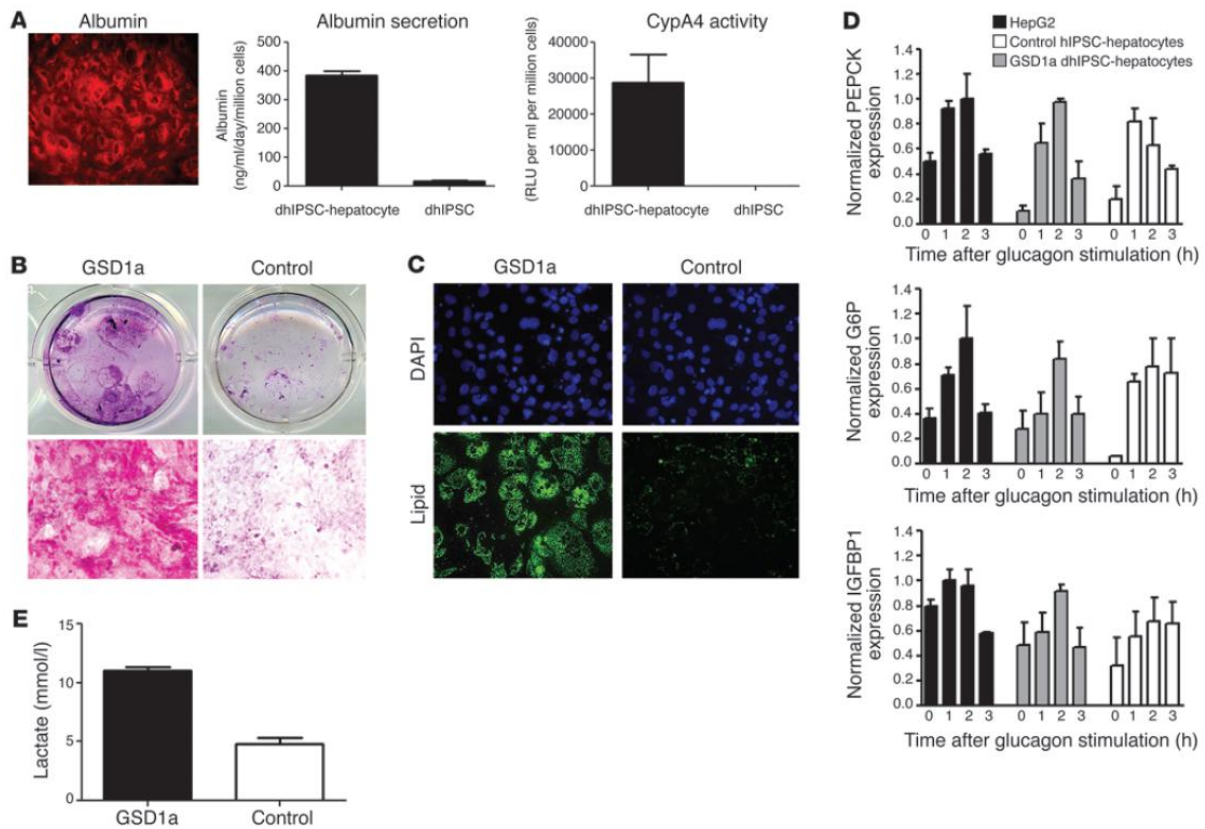 A
Albumin
Albumin secretion
Albumin
(ng/ml/day/million cells)
400
300
200
100
0
dhIPSC-hepatocyte
dhIPSC
CypA4 activity
(RLU per ml per million cells)
40000
30000
20000
10000
0
dhIPSC-hepatocyte
dhIPSC
B
GSD1a
Control
C
GSD1a
Control
DAPI
Lipid
D
HepG2
Control hIPSC-hepatocytes
GSD1a dhIPSC-hepatocytes
Normalized PEPCK
expression
1.4
1.2
1.0
0.8
0.6
0.4
0.2
0.0
0 1 2 3 0 1 2 3 0 1 2 3
Time after glucagon stimulation (h)
Normalized G6P
expression
1.4
1.2
1.0
0.8
0.6
0.4
0.2
0.0
0 1 2 3 0 1 2 3 0 1 2 3
Time after glucagon stimulation (h)
Normalized IGFBP1
expression
1.4
1.2
1.0
0.8
0.6
0.4
0.2
0.0
0 1 2 3 0 1 2 3 0 1 2 3
Time after glucagon stimulation (h)
E
Lactate (mmol/l)
15
10
5
0
GSD1a
Control